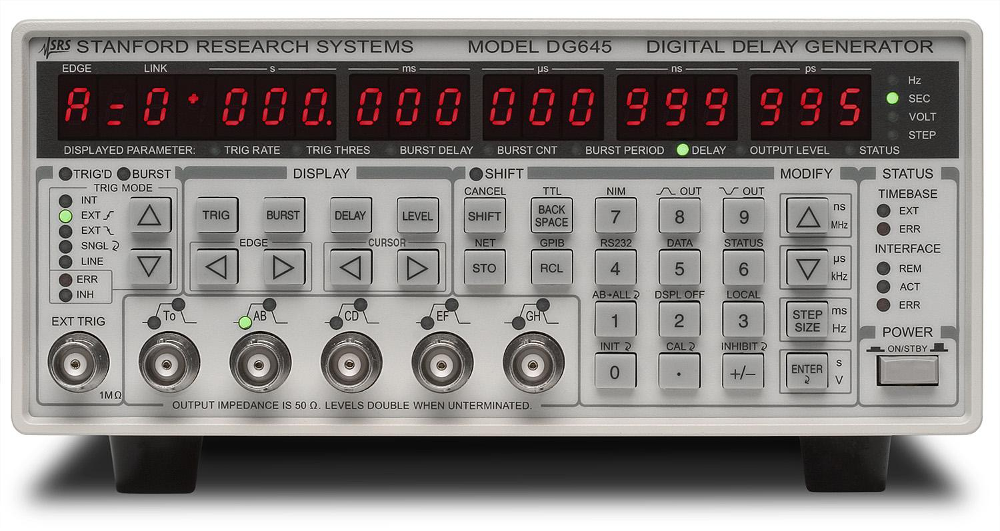 SRS STANFORD RESEARCH SYSTEMS MODEL DG645 DIGITAL DELAY GENERATOR
EDGE LINK s ms µs ns ps
A = 0 + 000. 000 000 999 995
Hz
SEC
VOLT
STEP
DISPLAYED PARAMETER: TRIG RATE TRIG THRES BURST DELAY BURST CNT BURST PERIOD DELAY OUTPUT LEVEL STATUS
TRIG'D BURST
TRIG MODE
INT
EXT
EXT
SNGL
LINE
ERR
INH
DISPLAY
TRIG BURST DELAY LEVEL
EDGE CURSOR
SHIFT
CANCEL TTL NIM OUT OUT
SHIFT BACK SPACE 7 8 9
NET GPIB RS232 DATA STATUS
STO RCL 4 5 6
AB→ALL DSPL OFF LOCAL
1 2 3
INIT CAL INHIBIT
0 . +/−
MODIFY
ns
MHz
µs
kHz
STEP SIZE
ms
Hz
ENTER
s
V
STATUS
TIMEBASE
EXT
ERR
INTERFACE
REM
ACT
ERR
POWER
ON/STBY
EXT TRIG
1MΩ
To AB CD EF GH
OUTPUT IMPEDANCE IS 50 Ω. LEVELS DOUBLE WHEN UNTERMINATED.